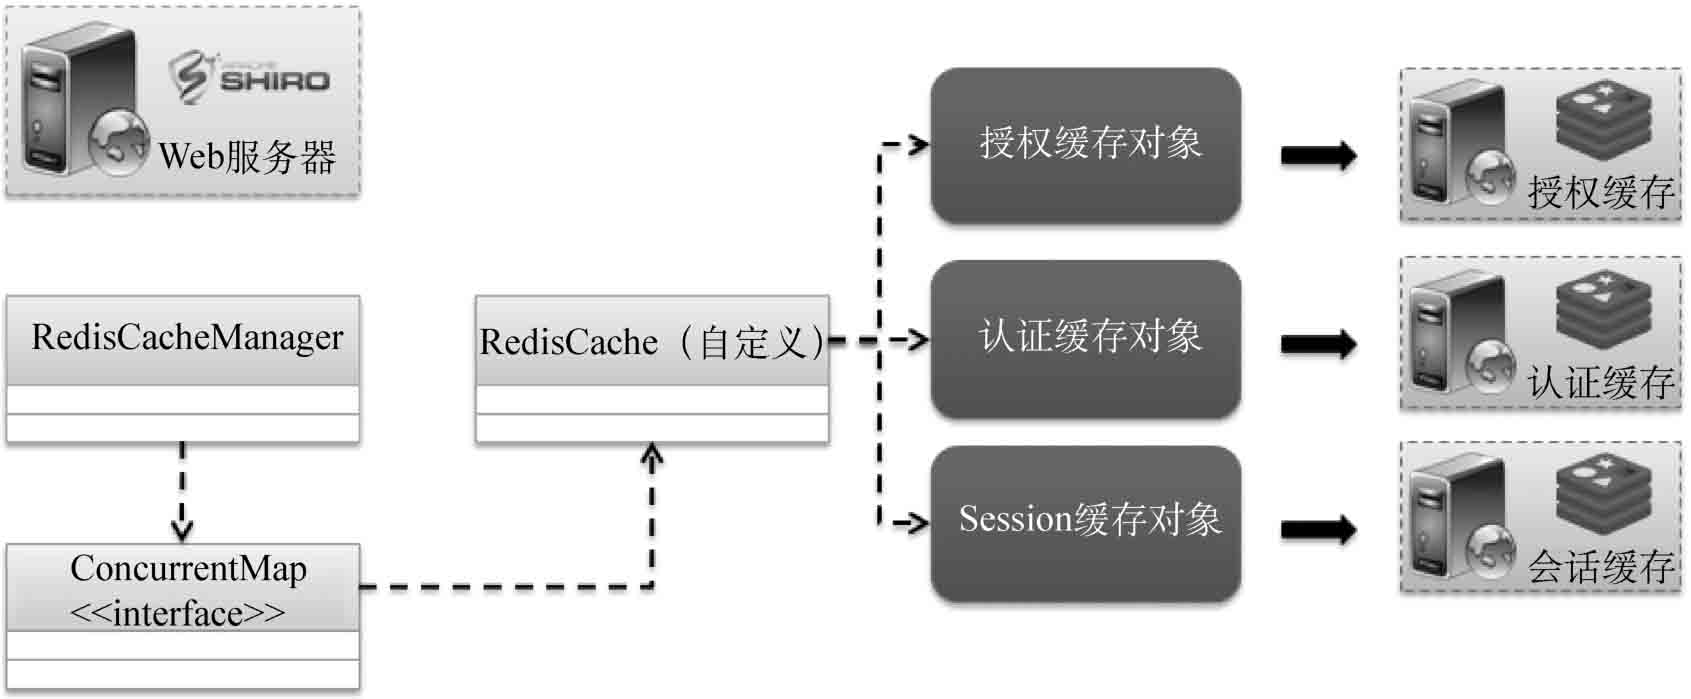 SHIRO
Web服务器
RedisCacheManager
ConcurrentMap
<<interface>>
RedisCache（自定义）
授权缓存对象
认证缓存对象
Session缓存对象
授权缓存
认证缓存
会话缓存